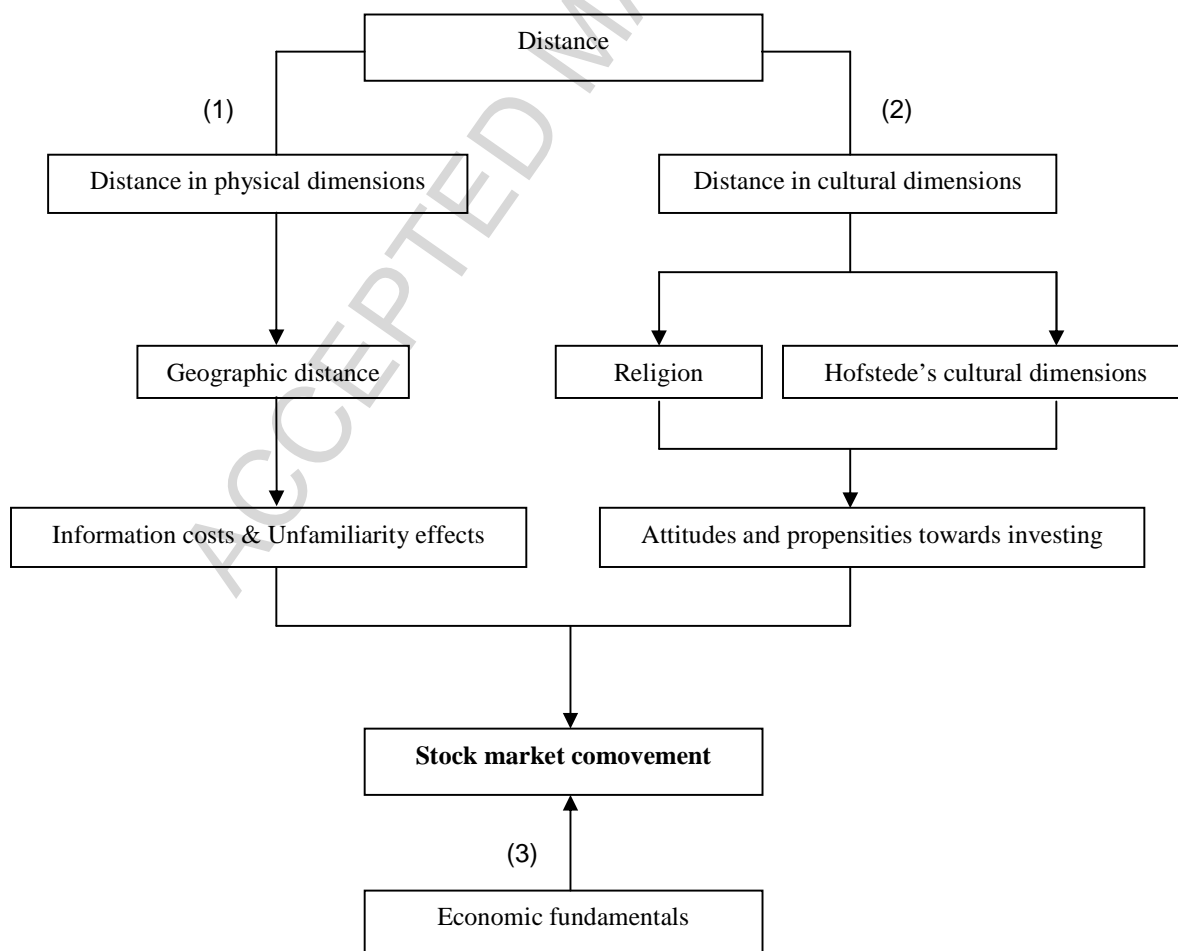 Distance
(1)
(2)
Distance in physical dimensions
Distance in cultural dimensions
Geographic distance
Religion
Hofstede’s cultural dimensions
Information costs & Unfamiliarity effects
Attitudes and propensities towards investing
Stock market comovement
(3)
Economic fundamentals
ACCEPTED